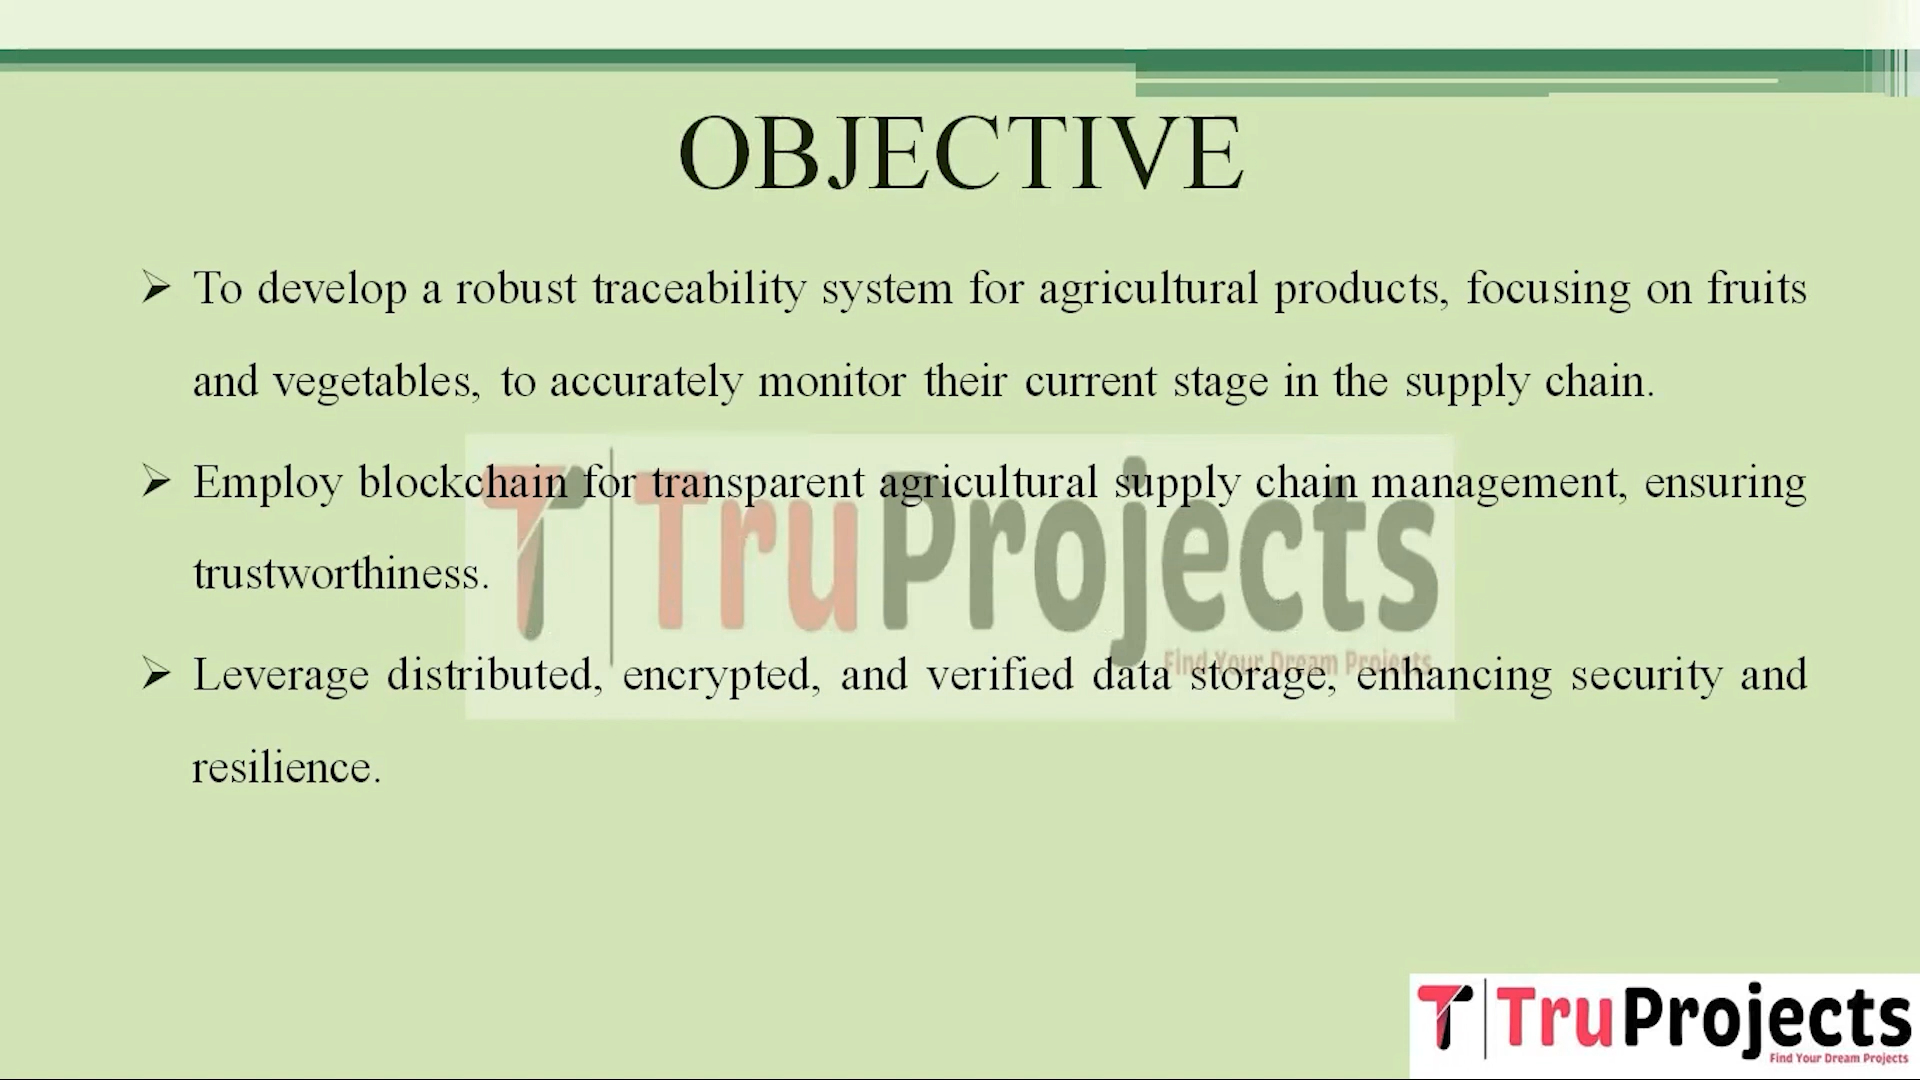 OBJECTIVE
➢ To develop a robust traceability system for agricultural products, focusing on fruits
and vegetables, to accurately monitor their current stage in the supply chain.
➢ Employ blockchain for transparent agricultural supply chain management, ensuring
trustworthiness.
➢ Leverage distributed, encrypted, and verified data storage, enhancing security and
resilience.
TruProjects
Find Your Dream Projects
TruProjects
Find Your Dream Projects